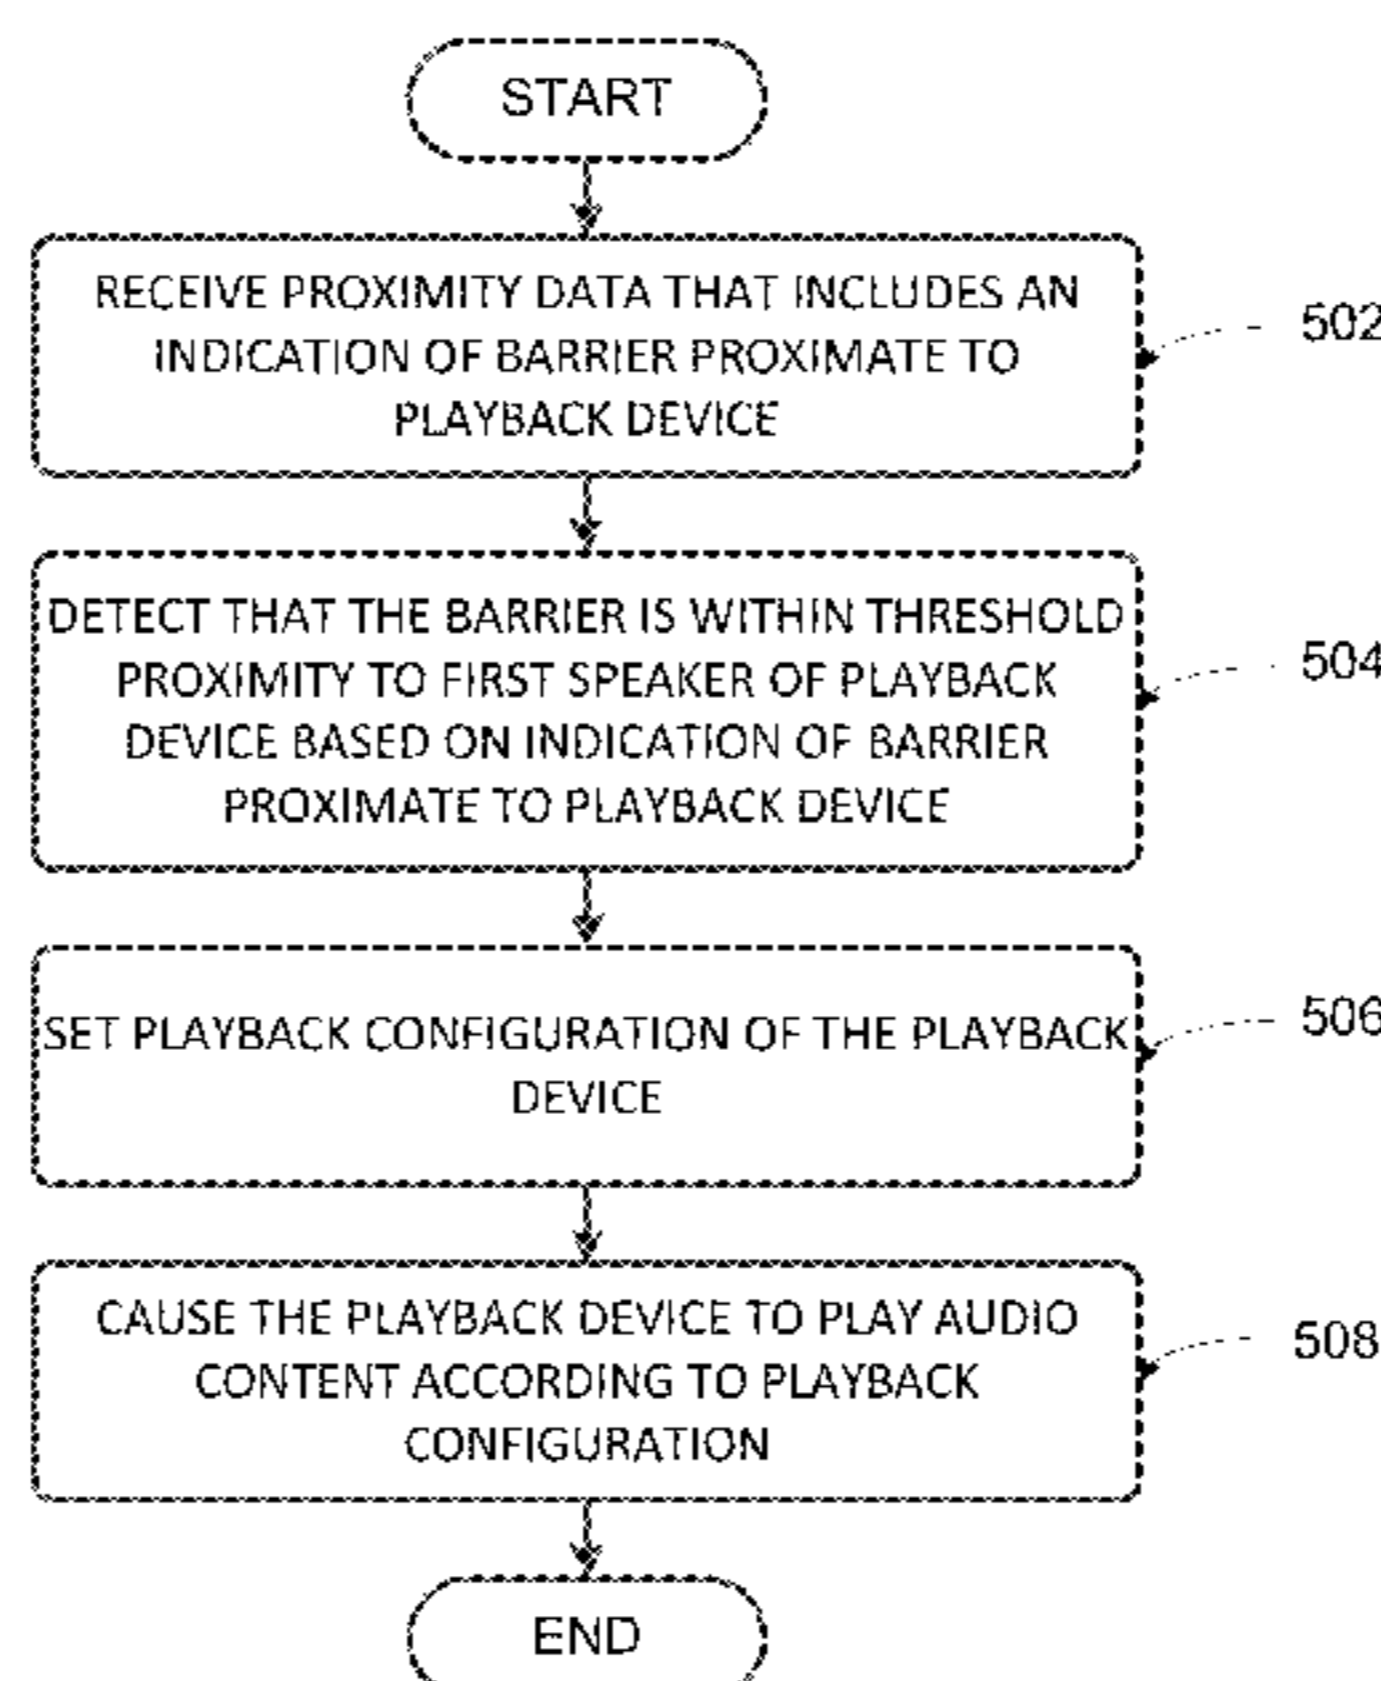 START
RECEIVE PROXIMITY DATA THAT INCLUDES AN
INDICATION OF BARRIER PROXIMATE TO
PLAYBACK DEVICE
502
DETECT THAT THE BARRIER IS WITHIN THRESHOLD
PROXIMITY TO FIRST SPEAKER OF PLAYBACK
DEVICE BASED ON INDICATION OF BARRIER
PROXIMATE TO PLAYBACK DEVICE
504
SET PLAYBACK CONFIGURATION OF THE PLAYBACK
DEVICE
506
CAUSE THE PLAYBACK DEVICE TO PLAY AUDIO
CONTENT ACCORDING TO PLAYBACK
CONFIGURATION
508
END